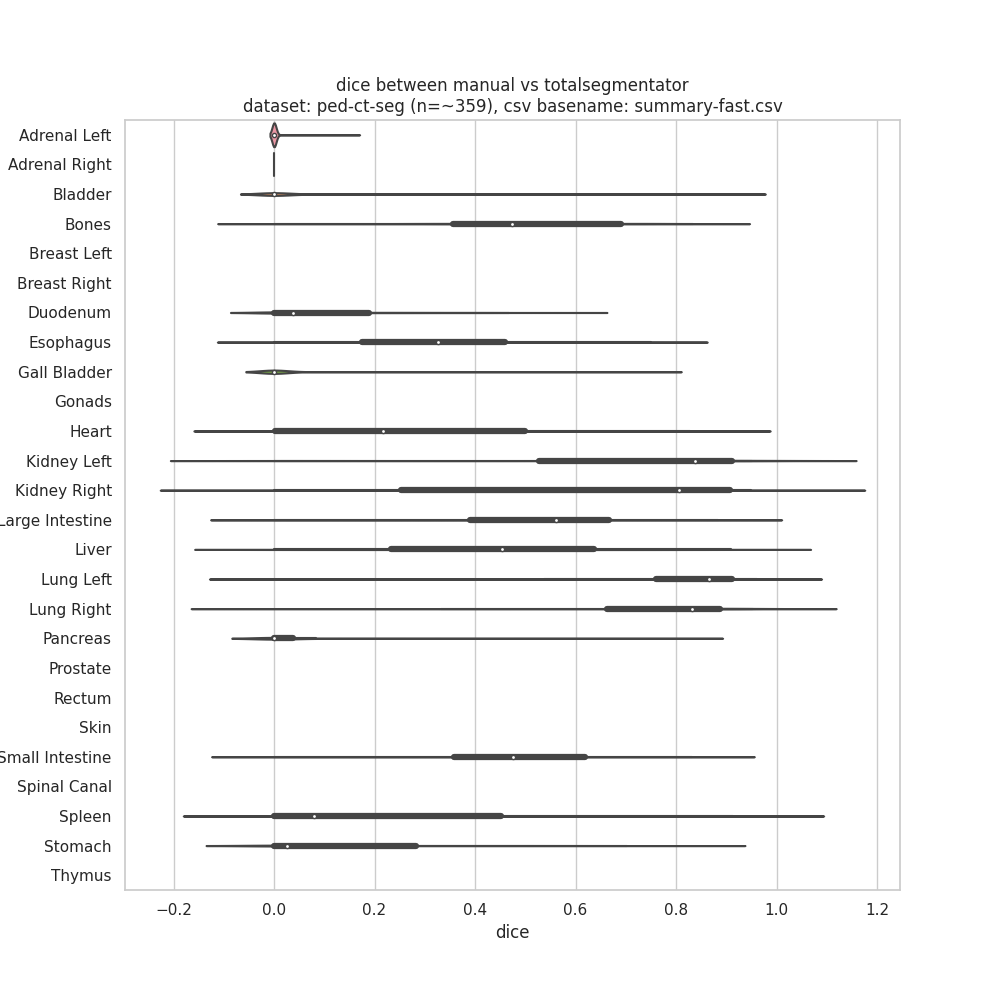 dice between manual vs totalsegmentator
dataset: ped-ct-seg (n=~359), csv basename: summary-fast.csv
Adrenal Left
Adrenal Right
Bladder
Bones
Breast Left
Breast Right
Duodenum
Esophagus
Gall Bladder
Gonads
Heart
Kidney Left
Kidney Right
Large Intestine
Liver
Lung Left
Lung Right
Pancreas
Prostate
Rectum
Skin
Small Intestine
Spinal Canal
Spleen
Stomach
Thymus
−0.2 0.0 0.2 0.4 0.6 0.8 1.0 1.2
dice